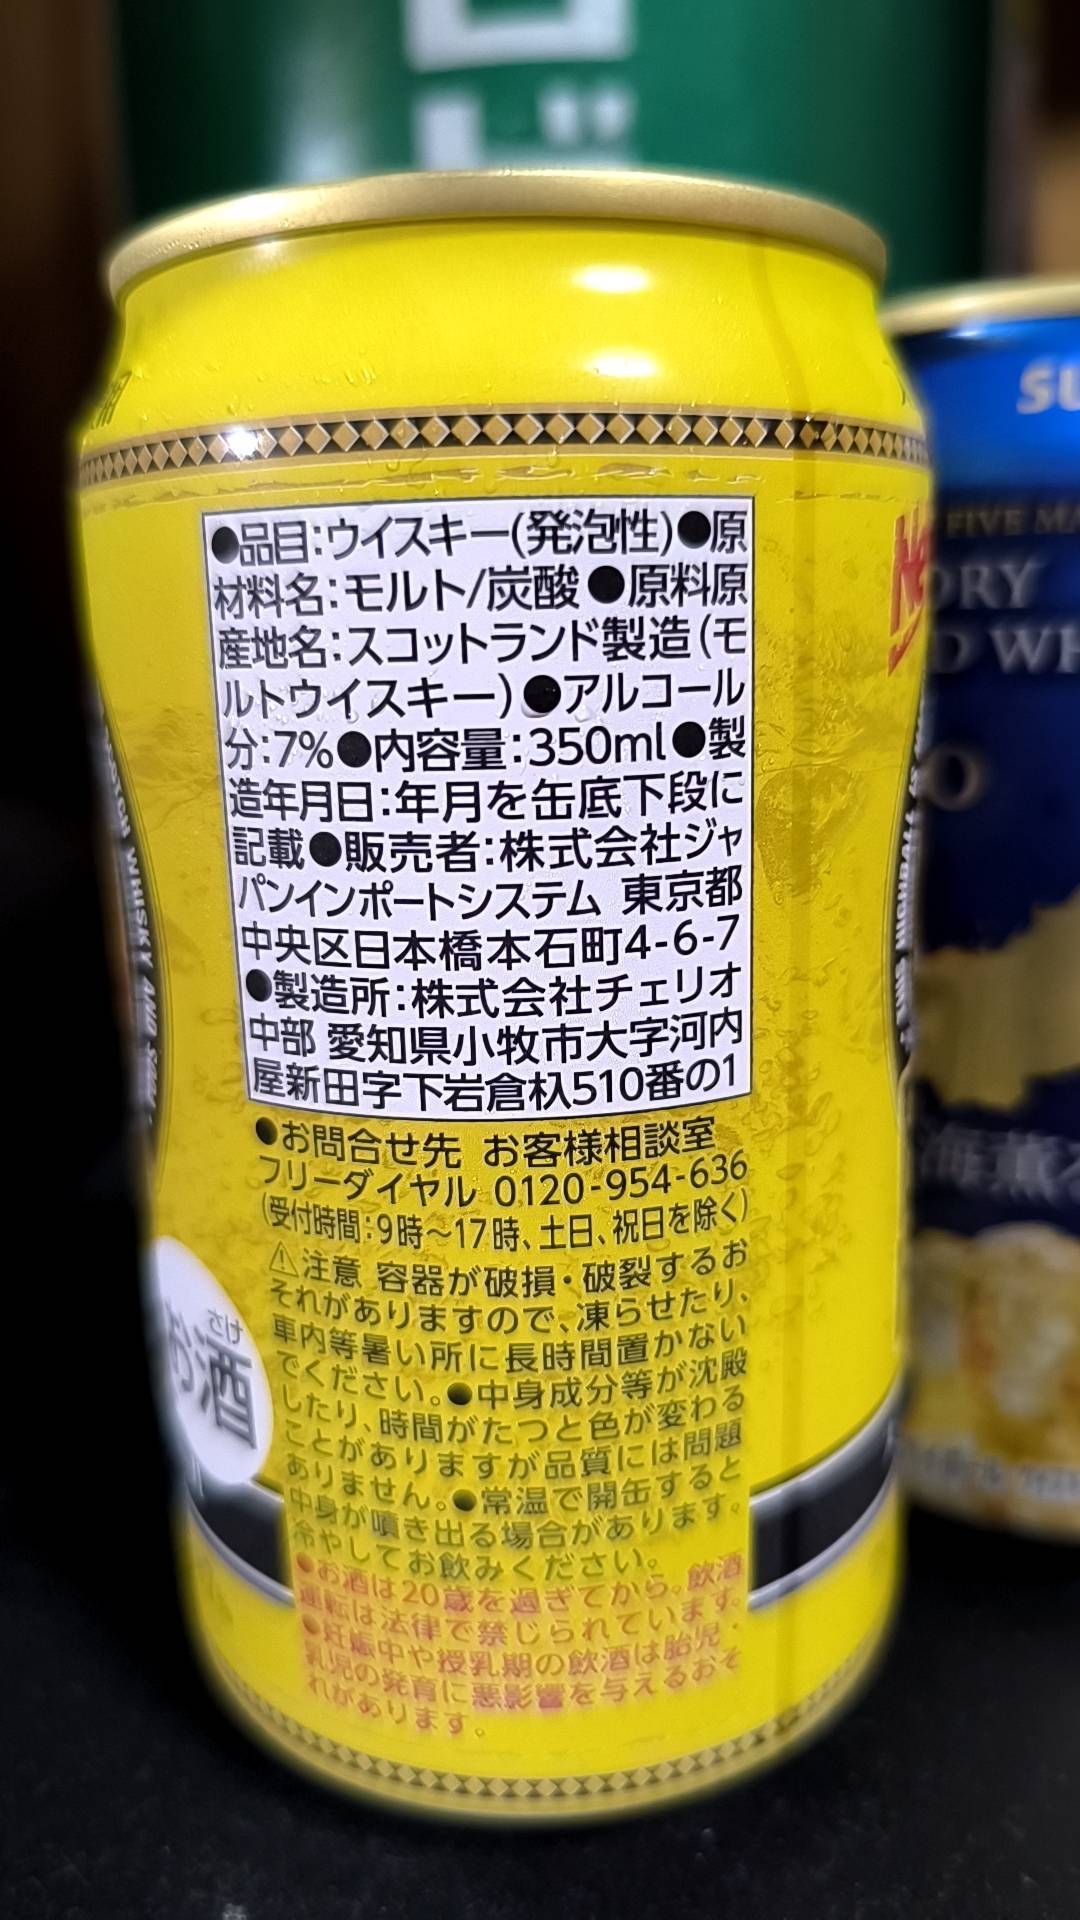 ●品目:ウイスキー(発泡性)●原
材料名:モルト/炭酸●原料原
産地名:スコットランド製造(モ
ルトウイスキー)●アルコール
分:7%●内容量:350ml●製
造年月日:年月を缶底下段に
記載●販売者:株式会社ジャ
パンインポートシステム 東京都
中央区日本橋本石町4-6-7
●製造所:株式会社チェリオ
中部 愛知県小牧市大字河内
屋新田字下岩倉杁510番の1
●お問合せ先 お客様相談室
フリーダイヤル 0120-954-636
(受付時間:9時～17時、土日、祝日を除く)
⚠注意 容器が破損・破裂するお
それがありますので、凍らせたり、
車内等暑い所に長時間置かない
でください。●中身成分等が沈殿
したり、時間がたつと色が変わる
ことがありますが品質には問題
ありません。●常温で開缶すると
中身が噴き出る場合があります。
冷やしてお飲みください。
●お酒は20歳を過ぎてから。飲酒
運転は法律で禁じられています。
●妊娠中や授乳期の飲酒は胎児・
乳児の発育に悪影響を与えるおそ
れがあります。
さけ
お酒
WHISKY AND
SU
FIVE MA
ORY
D WH
O